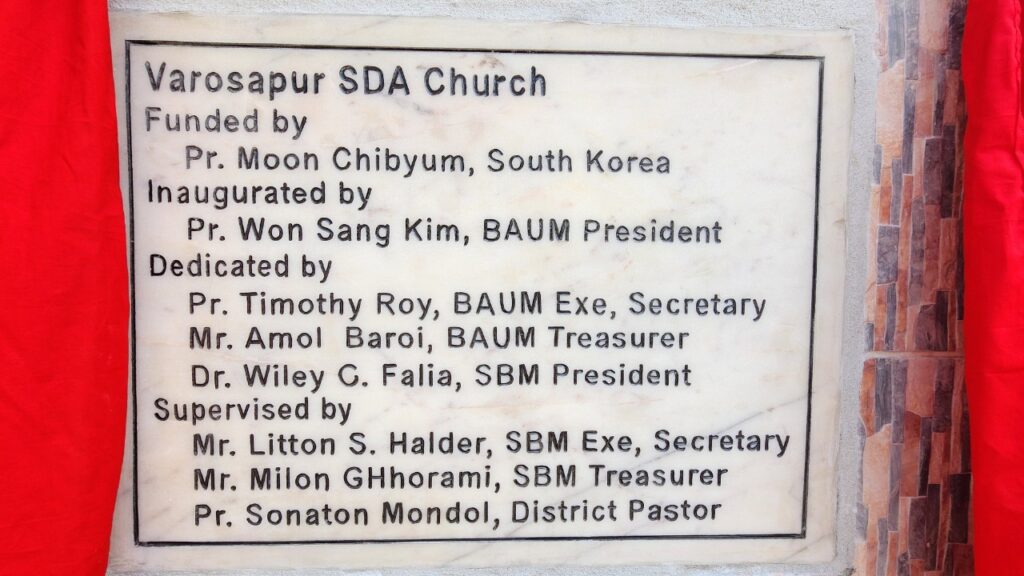 Varosapur SDA Church
Funded by
Pr. Moon Chibyum, South Korea
Inaugurated by
Pr. Won Sang Kim, BAUM President
Dedicated by
Pr. Timothy Roy, BAUM Exe, Secretary
Mr. Amol Baroi, BAUM Treasurer
Dr. Wiley C. Falia, SBM President
Supervised by
Mr. Litton S. Halder, SBM Exe, Secretary
Mr. Milon GHhorami, SBM Treasurer
Pr. Sonaton Mondol, District Pastor